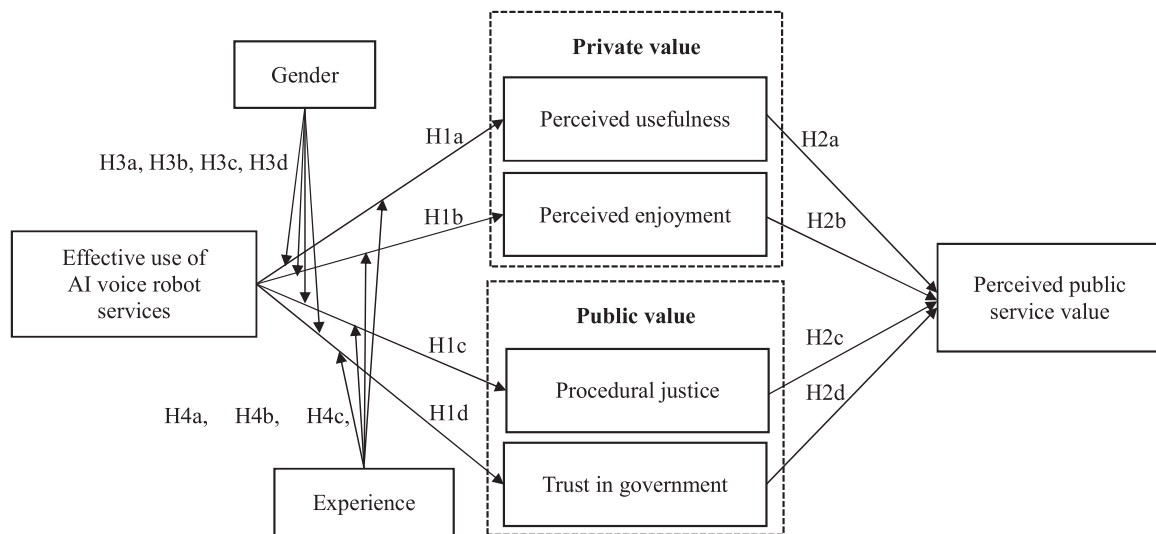 Private value
Gender
Perceived usefulness
H1a
H2a
H3a, H3b, H3c, H3d
Perceived enjoyment
H1b
H2b
Effective use of
AI voice robot
services
Perceived public
service value
Public value
H1c
H2c
Procedural justice
H1d
H2d
H4a, H4b, H4c,
Trust in government
Experience